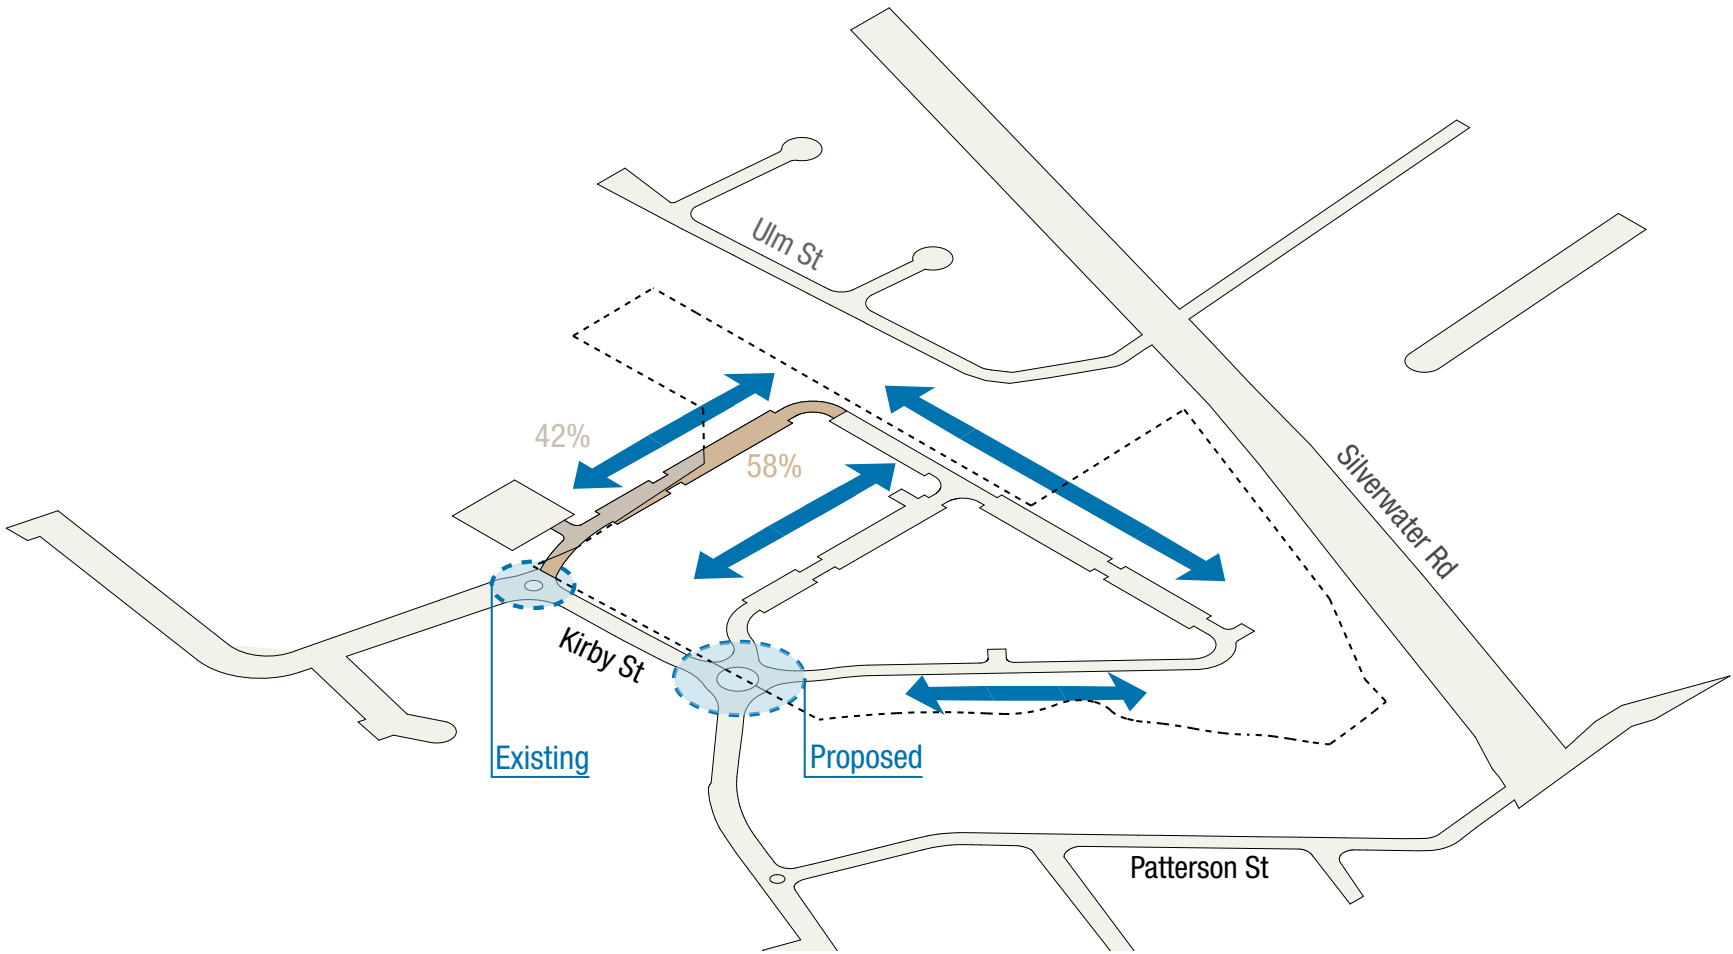 Ulm St
42%
58%
Silverwater Rd
Kirby St
Existing
Proposed
Patterson St